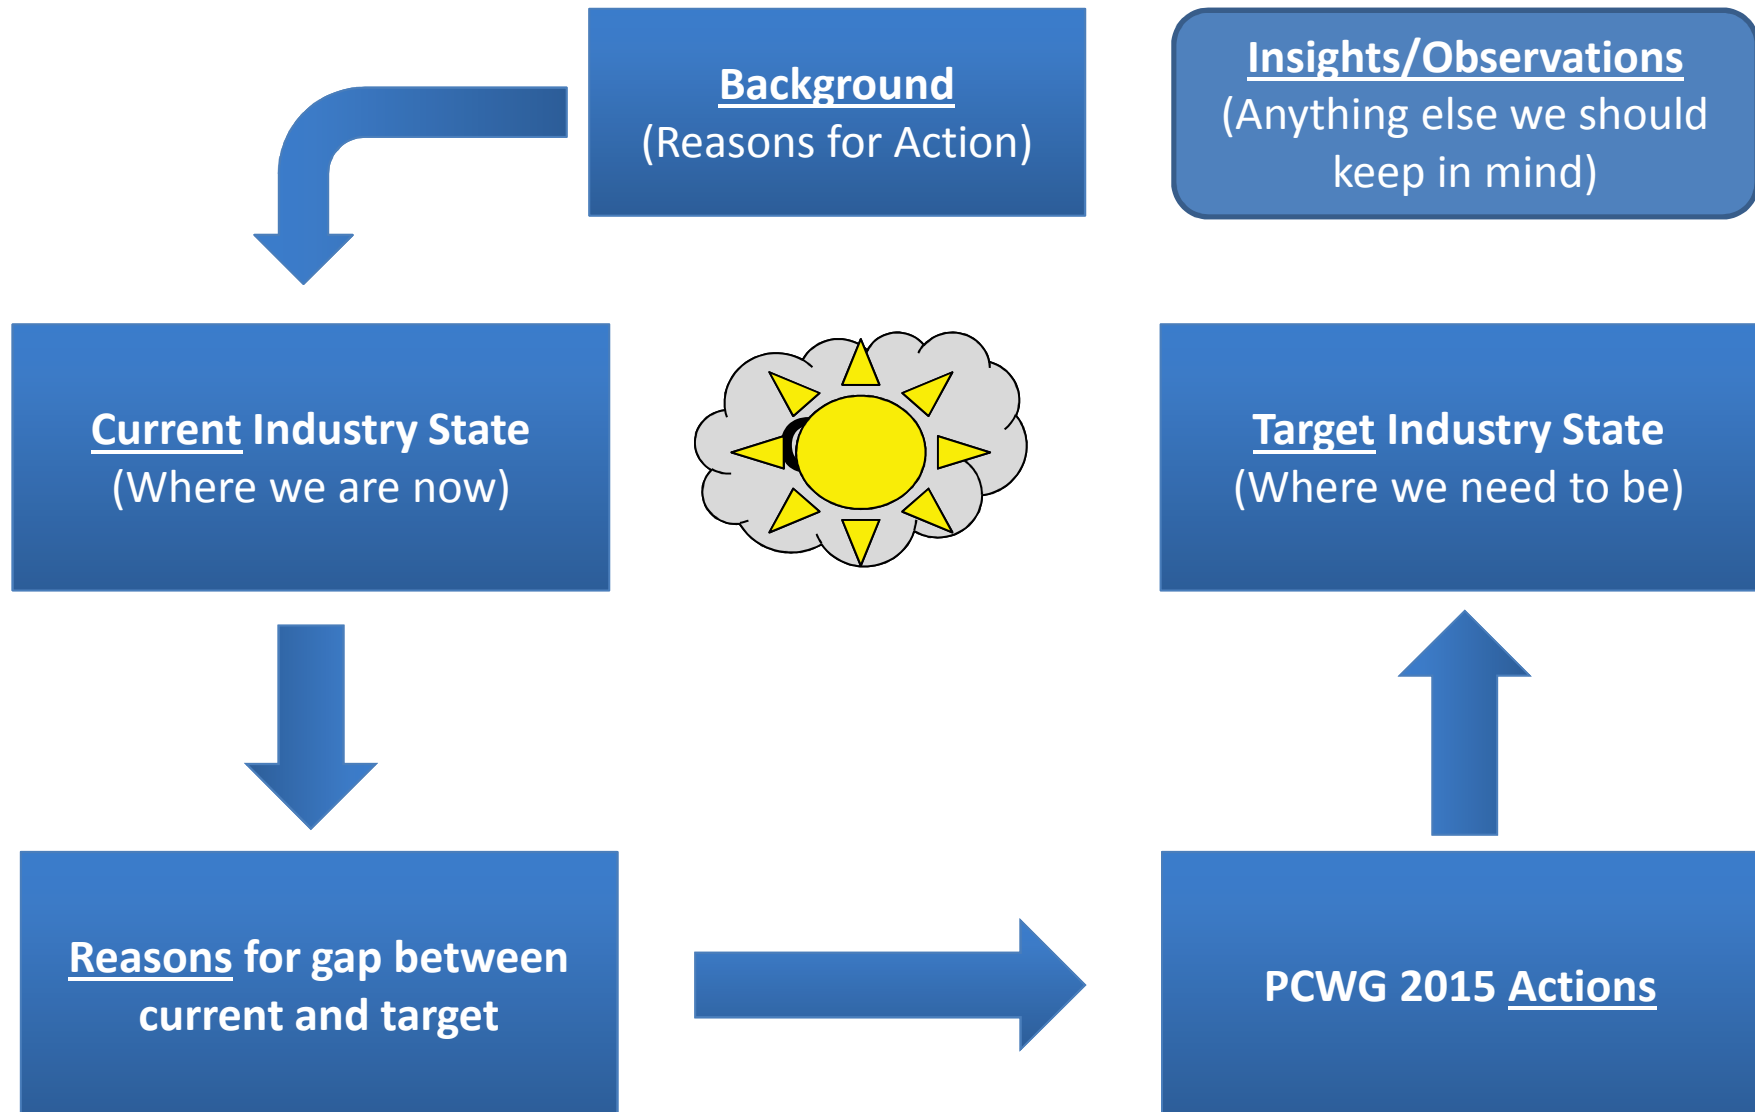 Background
(Reasons for Action)
Insights/Observations
(Anything else we should
keep in mind)
Current Industry State
(Where we are now)
Target Industry State
(Where we need to be)
Reasons for gap between
current and target
PCWG 2015 Actions